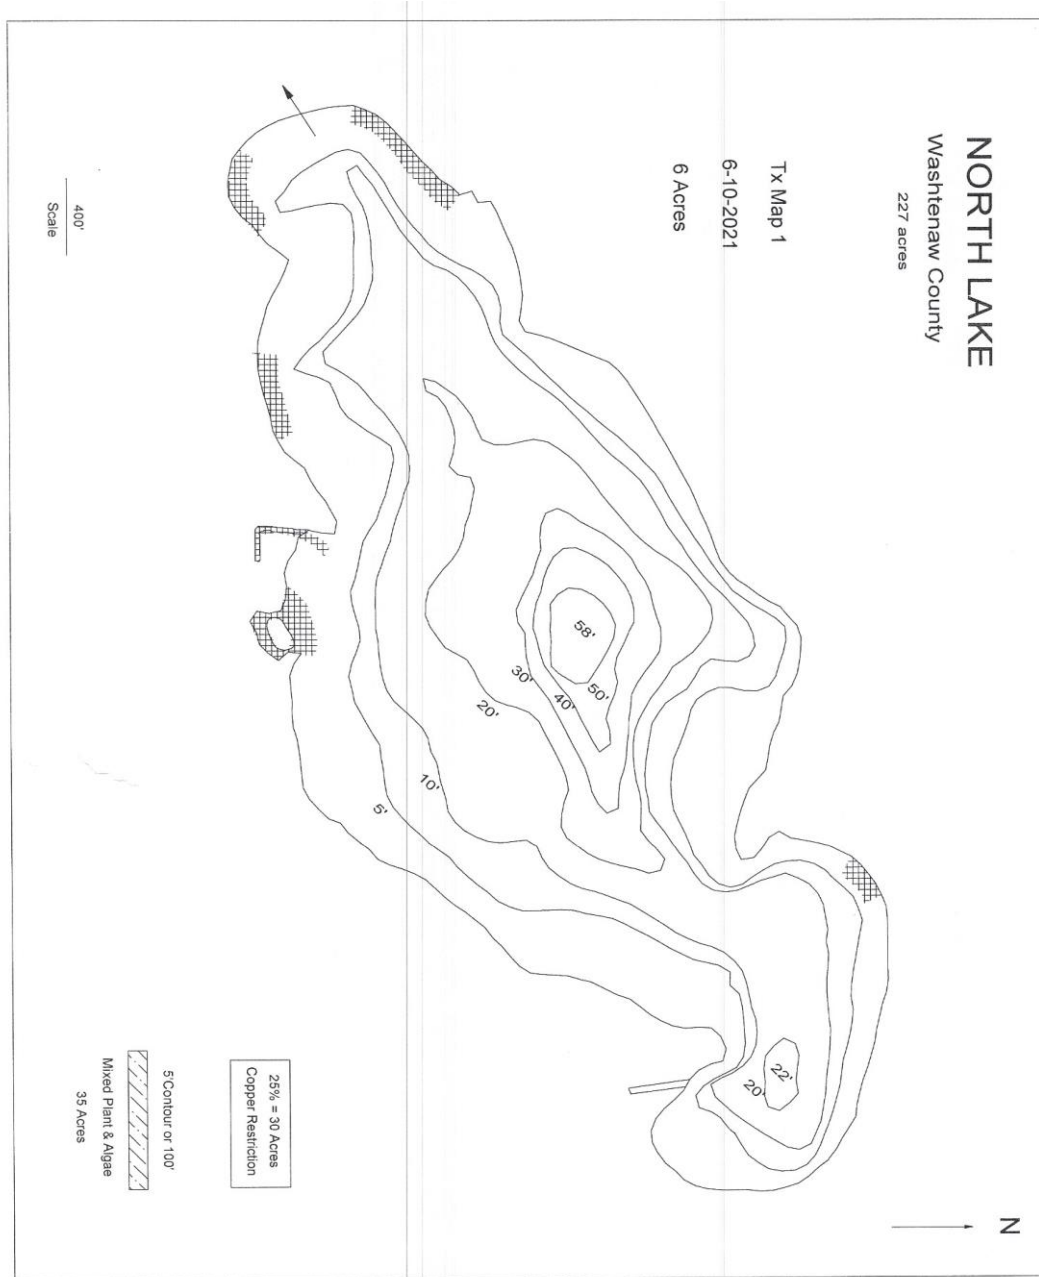 NORTH LAKE
Washtenaw County
227 acres
Tx Map 1
6-10-2021
6 Acres
N
58'
50'
40'
30'
20'
10'
5'
22'
20'
400'
Scale
5'Contour or 100'
Mixed Plant & Algae
35 Acres
25% = 30 Acres
Copper Restriction